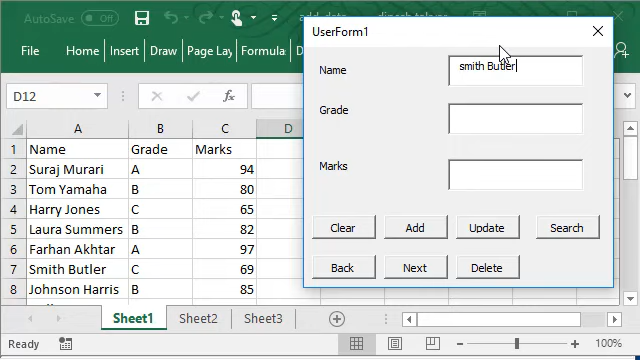 AutoSave Off add_data dinesh takyar
File Home Insert Draw Page Lay Formula
D12 fx
A B C D
1 Name Grade Marks
2 Suraj Murari A 94
3 Tom Yamaha B 80
4 Harry Jones C 65
5 Laura Summers B 82
6 Farhan Akhtar A 97
7 Smith Butler C 69
8 Johnson Harris B 85
Sheet1 Sheet2 Sheet3
Ready 100%
UserForm1
Name smith Butler
Grade
Marks
Clear Add Update Search
Back Next Delete